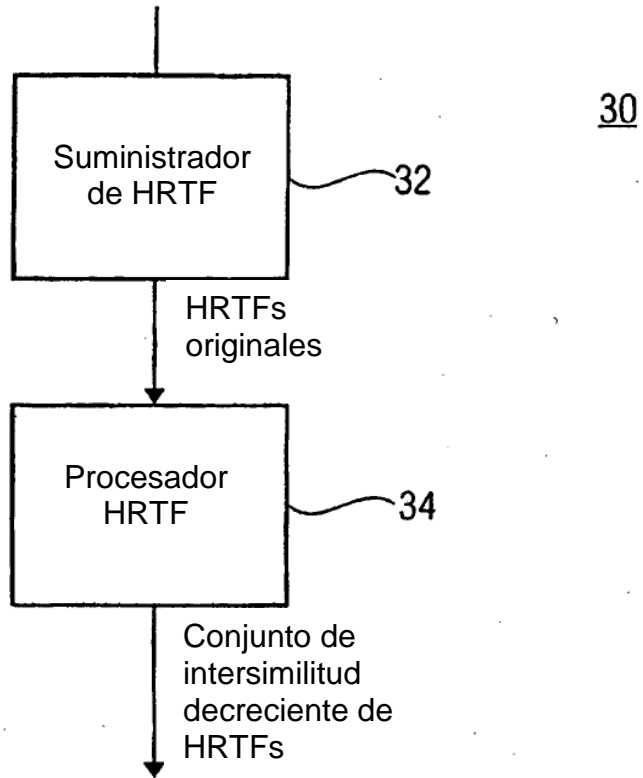 30
Suministrador
de HRTF
32
HRTFs
originales
Procesador
HRTF
34
Conjunto de
intersimilitud
decreciente de
HRTFs